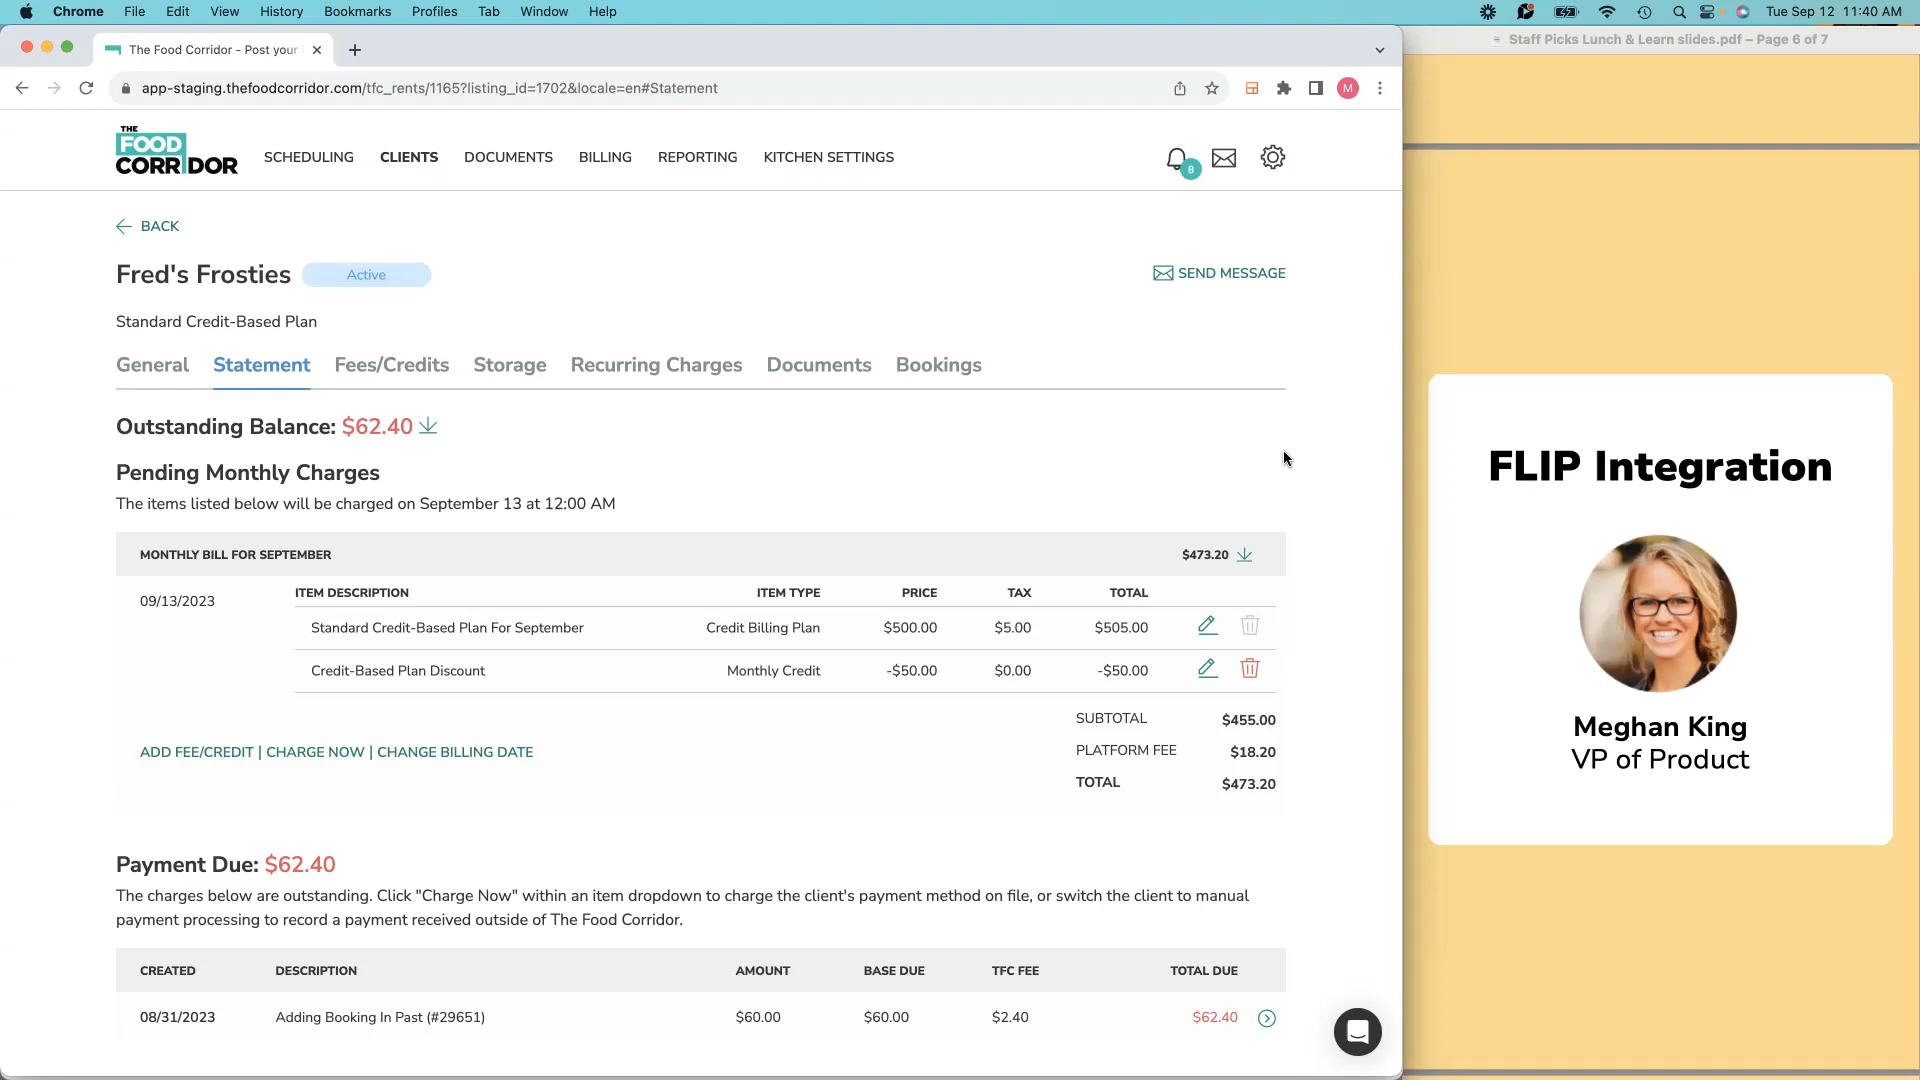 Chrome File Edit View History Bookmarks Profiles Tab Window Help
Tue Sep 12 11:40 AM
The Food Corridor - Post your
Staff Picks Lunch & Learn slides.pdf – Page 6 of 7
app-staging.thefoodcorridor.com/tfc_rents/1165?listing_id=1702&locale=en#Statement
M
THE
FOOD
CORRIDOR
SCHEDULING CLIENTS DOCUMENTS BILLING REPORTING KITCHEN SETTINGS
8
BACK
Fred's Frosties Active
SEND MESSAGE
Standard Credit-Based Plan
General Statement Fees/Credits Storage Recurring Charges Documents Bookings
Outstanding Balance: $62.40
Pending Monthly Charges
The items listed below will be charged on September 13 at 12:00 AM
MONTHLY BILL FOR SEPTEMBER $473.20
09/13/2023
ITEM DESCRIPTION ITEM TYPE PRICE TAX TOTAL
Standard Credit-Based Plan For September Credit Billing Plan $500.00 $5.00 $505.00
Credit-Based Plan Discount Monthly Credit -$50.00 $0.00 -$50.00
SUBTOTAL $455.00
ADD FEE/CREDIT | CHARGE NOW | CHANGE BILLING DATE
PLATFORM FEE $18.20
TOTAL $473.20
Payment Due: $62.40
The charges below are outstanding. Click "Charge Now" within an item dropdown to charge the client's payment method on file, or switch the client to manual
payment processing to record a payment received outside of The Food Corridor.
CREATED DESCRIPTION AMOUNT BASE DUE TFC FEE TOTAL DUE
08/31/2023 Adding Booking In Past (#29651) $60.00 $60.00 $2.40 $62.40
FLIP Integration
Meghan King
VP of Product